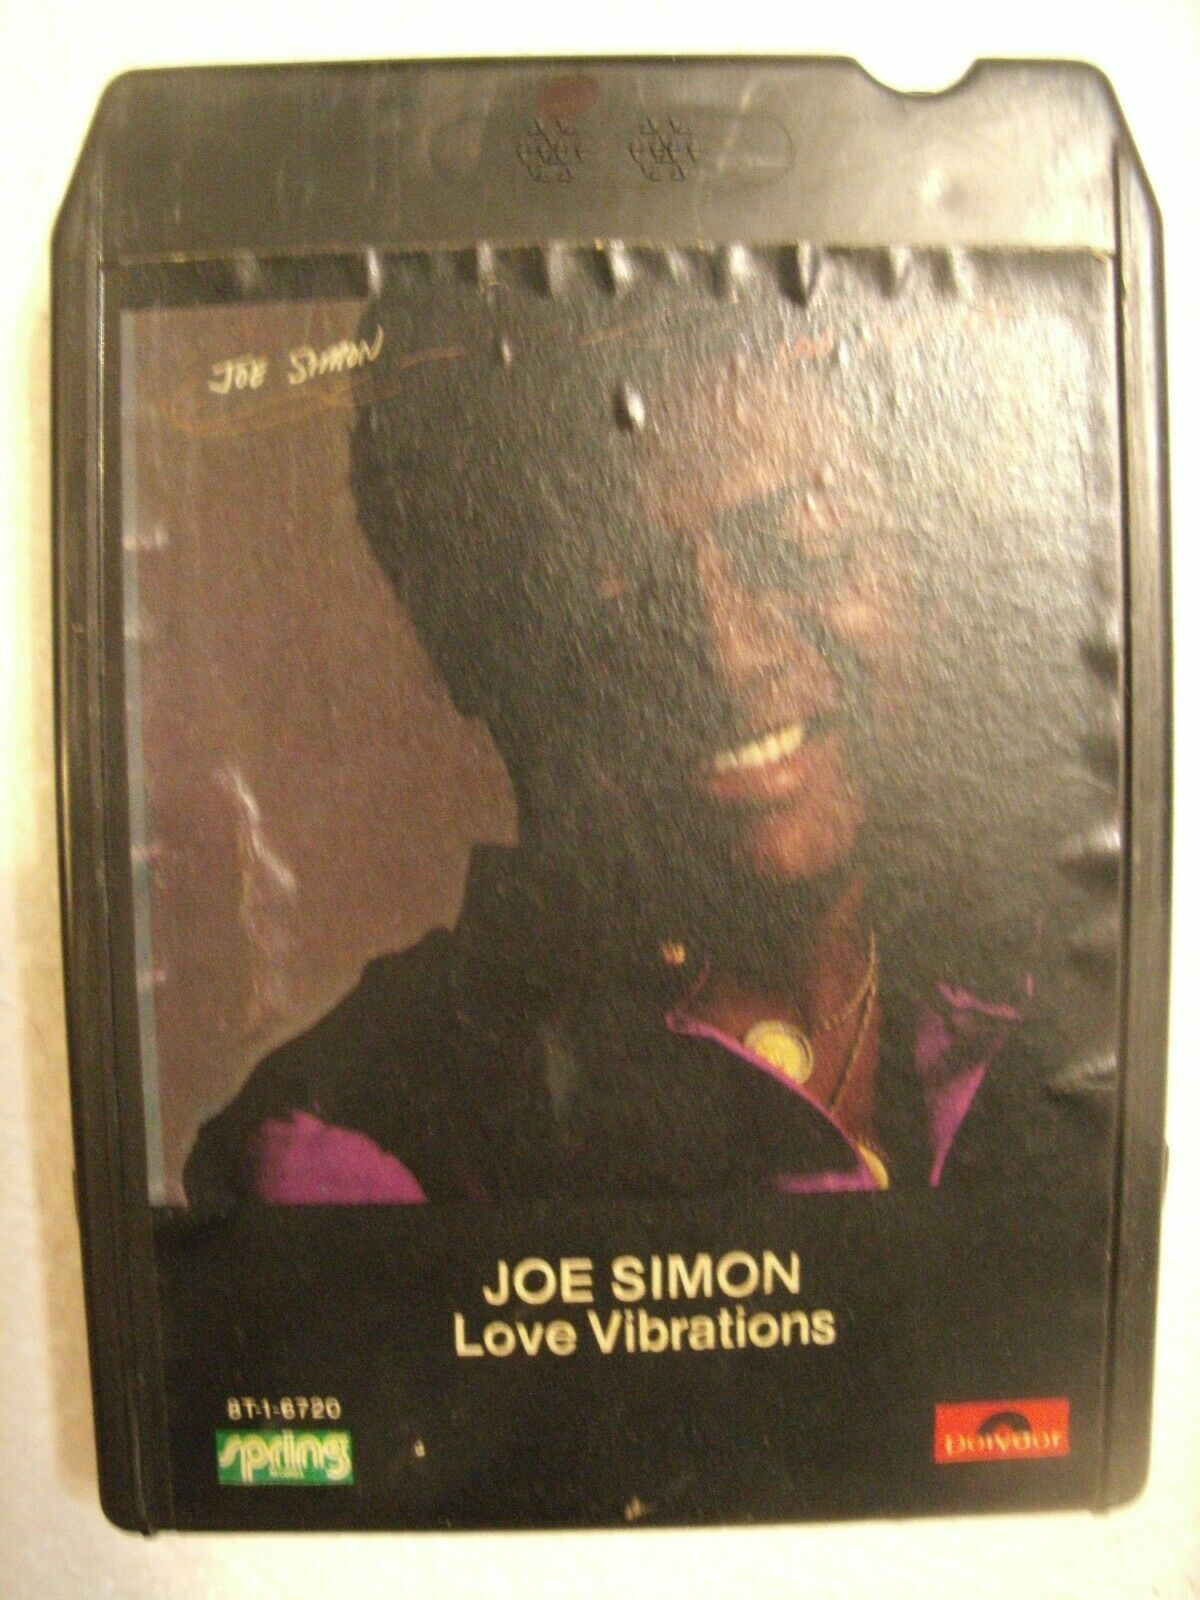 JOE SIMON
JOE SIMON
Love Vibrations
8T-1-6720
spring
Polydor